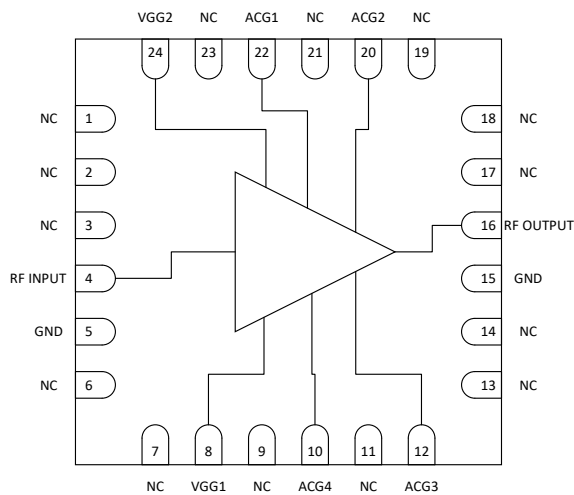 VGG2 NC ACG1 NC ACG2 NC
24 23 22 21 20 19
NC 1 18 NC
NC 2 17 NC
NC 3 16 RF OUTPUT
RF INPUT 4 15 GND
GND 5 14 NC
NC 6 13 NC
7 8 9 10 11 12
NC VGG1 NC ACG4 NC ACG3